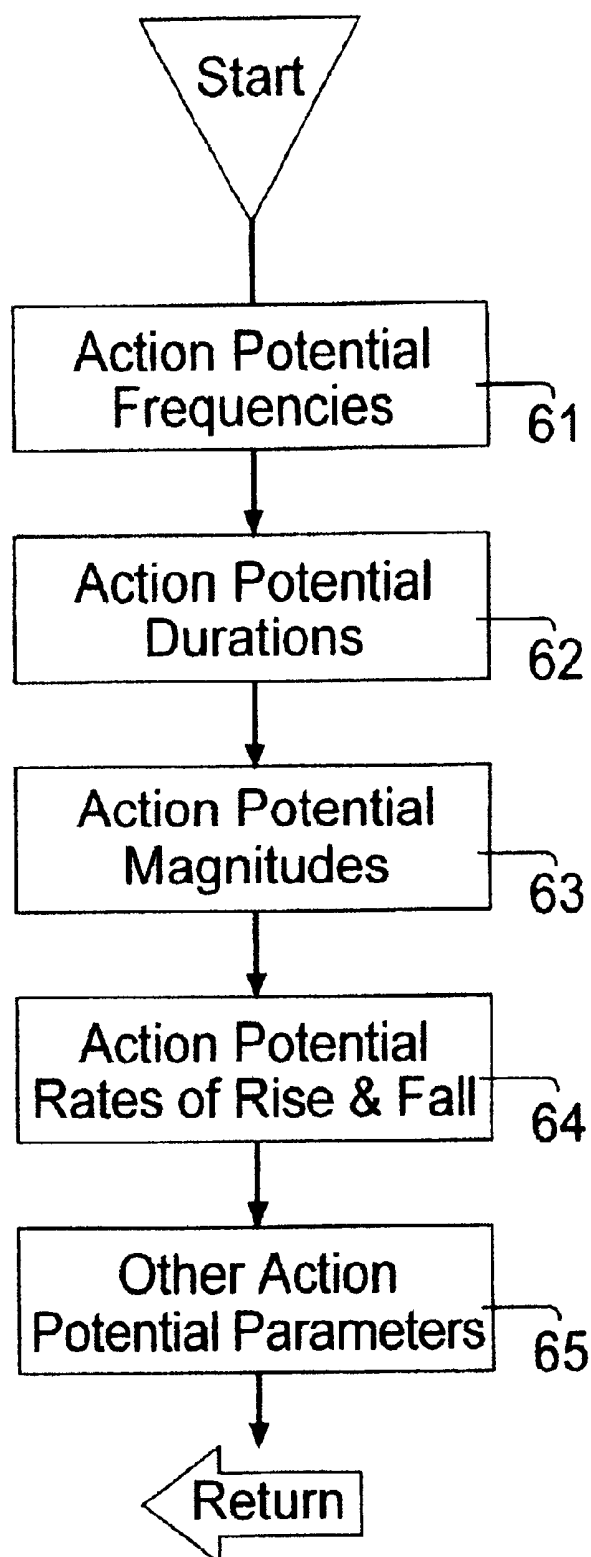 Start
Action Potential
Frequencies
61
Action Potential
Durations
62
Action Potential
Magnitudes
63
Action Potential
Rates of Rise & Fall
64
Other Action
Potential Parameters
65
Return